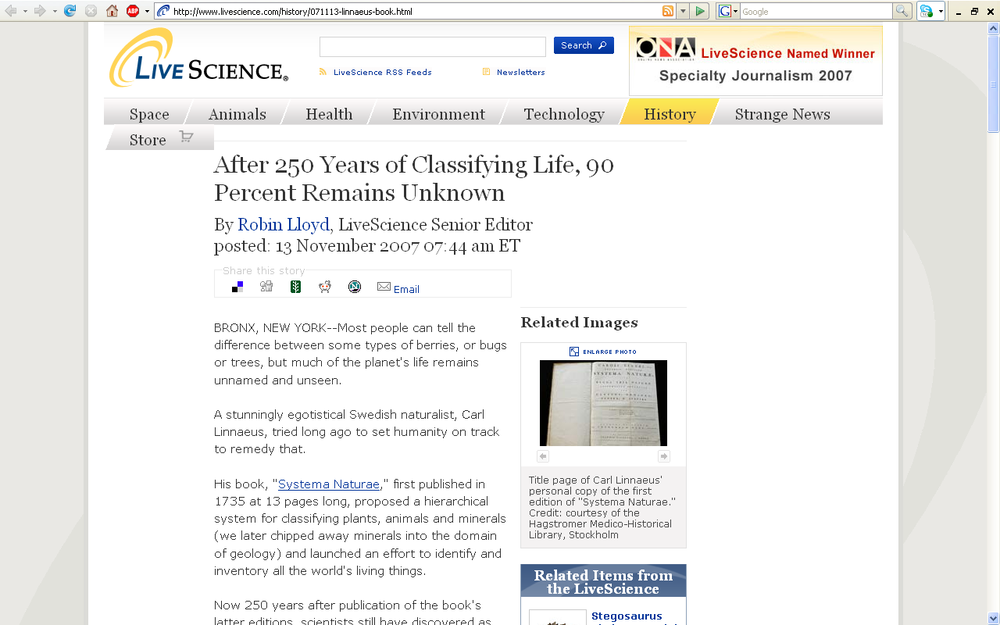 http://www.livescience.com/history/071113-linnaeus-book.html
ABP
G
Google
LIVESCIENCE®
Search
LiveScience RSS Feeds
Newsletters
ONA
ONLINE NEWS ASSOCIATION
LiveScience Named Winner
Specialty Journalism 2007
Space
Animals
Health
Environment
Technology
History
Strange News
Store
After 250 Years of Classifying Life, 90
Percent Remains Unknown
By Robin Lloyd, LiveScience Senior Editor
posted: 13 November 2007 07:44 am ET
Share this story
Email
BRONX, NEW YORK--Most people can tell the
difference between some types of berries, or bugs
or trees, but much of the planet's life remains
unnamed and unseen.
A stunningly egotistical Swedish naturalist, Carl
Linnaeus, tried long ago to set humanity on track
to remedy that.
His book, "Systema Naturae," first published in
1735 at 13 pages long, proposed a hierarchical
system for classifying plants, animals and minerals
(we later chipped away minerals into the domain
of geology) and launched an effort to identify and
inventory all the world's living things.
Now 250 years after publication of the book's
latter editions, scientists still have discovered as
Related Images
ENLARGE PHOTO
SYSTEMA NATURÆ,
Title page of Carl Linnaeus'
personal copy of the first
edition of "Systema Naturae."
Credit: courtesy of the
Hagstromer Medico-Historical
Library, Stockholm
Related Items from
the LiveScience
Stegosaurus